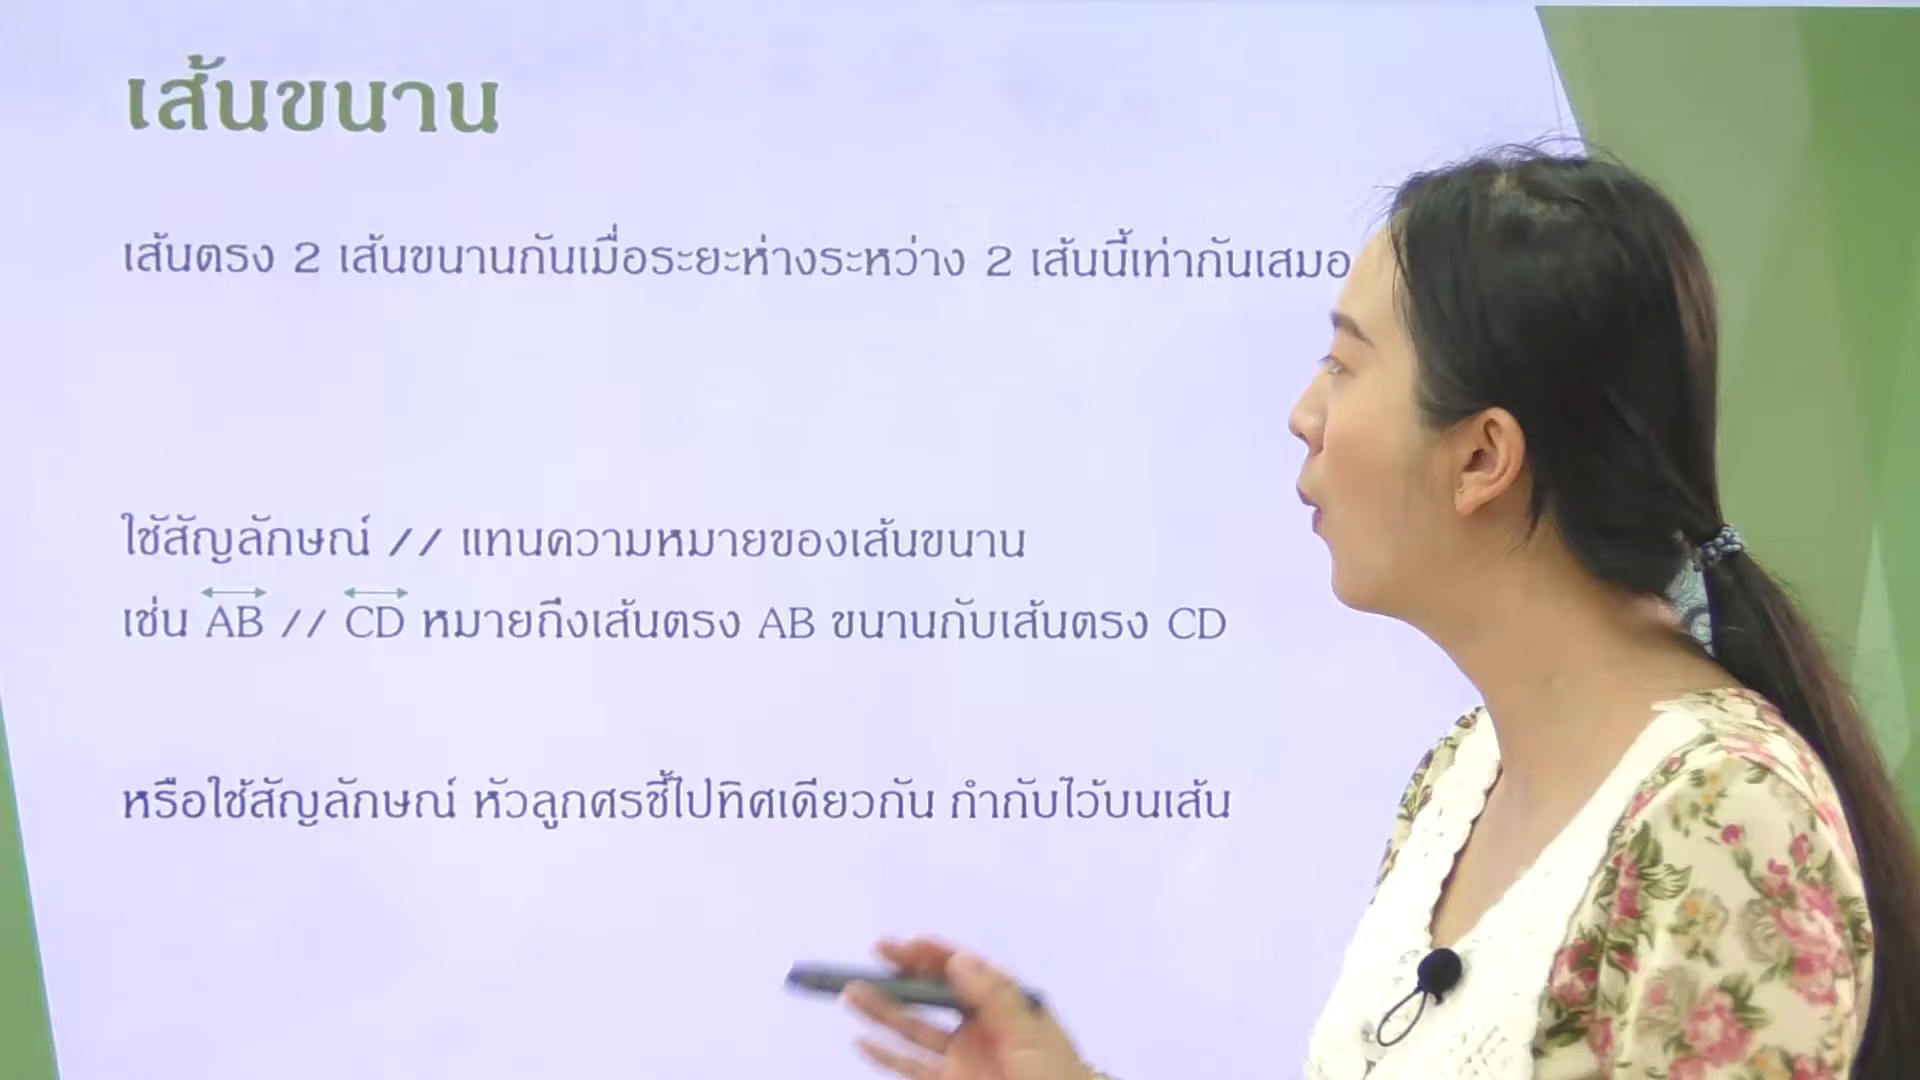 เส้นขนาน
เส้นตรง 2 เส้นขนานกันเมื่อระยะห่างระหว่าง 2 เส้นนี้เท่ากันเสมอ
ใช้สัญลักษณ์ // แทนความหมายของเส้นขนาน
เช่น AB // CD หมายถึงเส้นตรง AB ขนานกับเส้นตรง CD
หรือใช้สัญลักษณ์ หัวลูกศรชี้ไปทิศเดียวกัน กำกับไว้บนเส้น